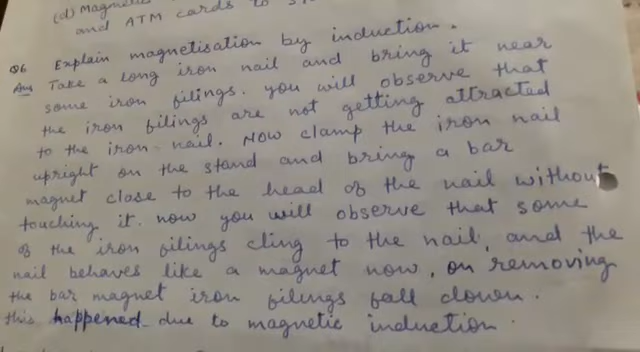 (d) Magnetic
and ATM cards to
Q6 Explain magnetisation by induction.
Ans Take a long iron nail and bring it near
some iron filings. you will observe that
the iron filings are not getting attracted
to the iron nail. Now clamp the iron nail
upright on the stand and bring a bar
magnet close to the head of the nail without
touching it. now you will observe that some
of the iron filings cling to the nail, and the
nail behaves like a magnet now, on removing
the bar magnet iron filings fall down.
this happened due to magnetic induction.